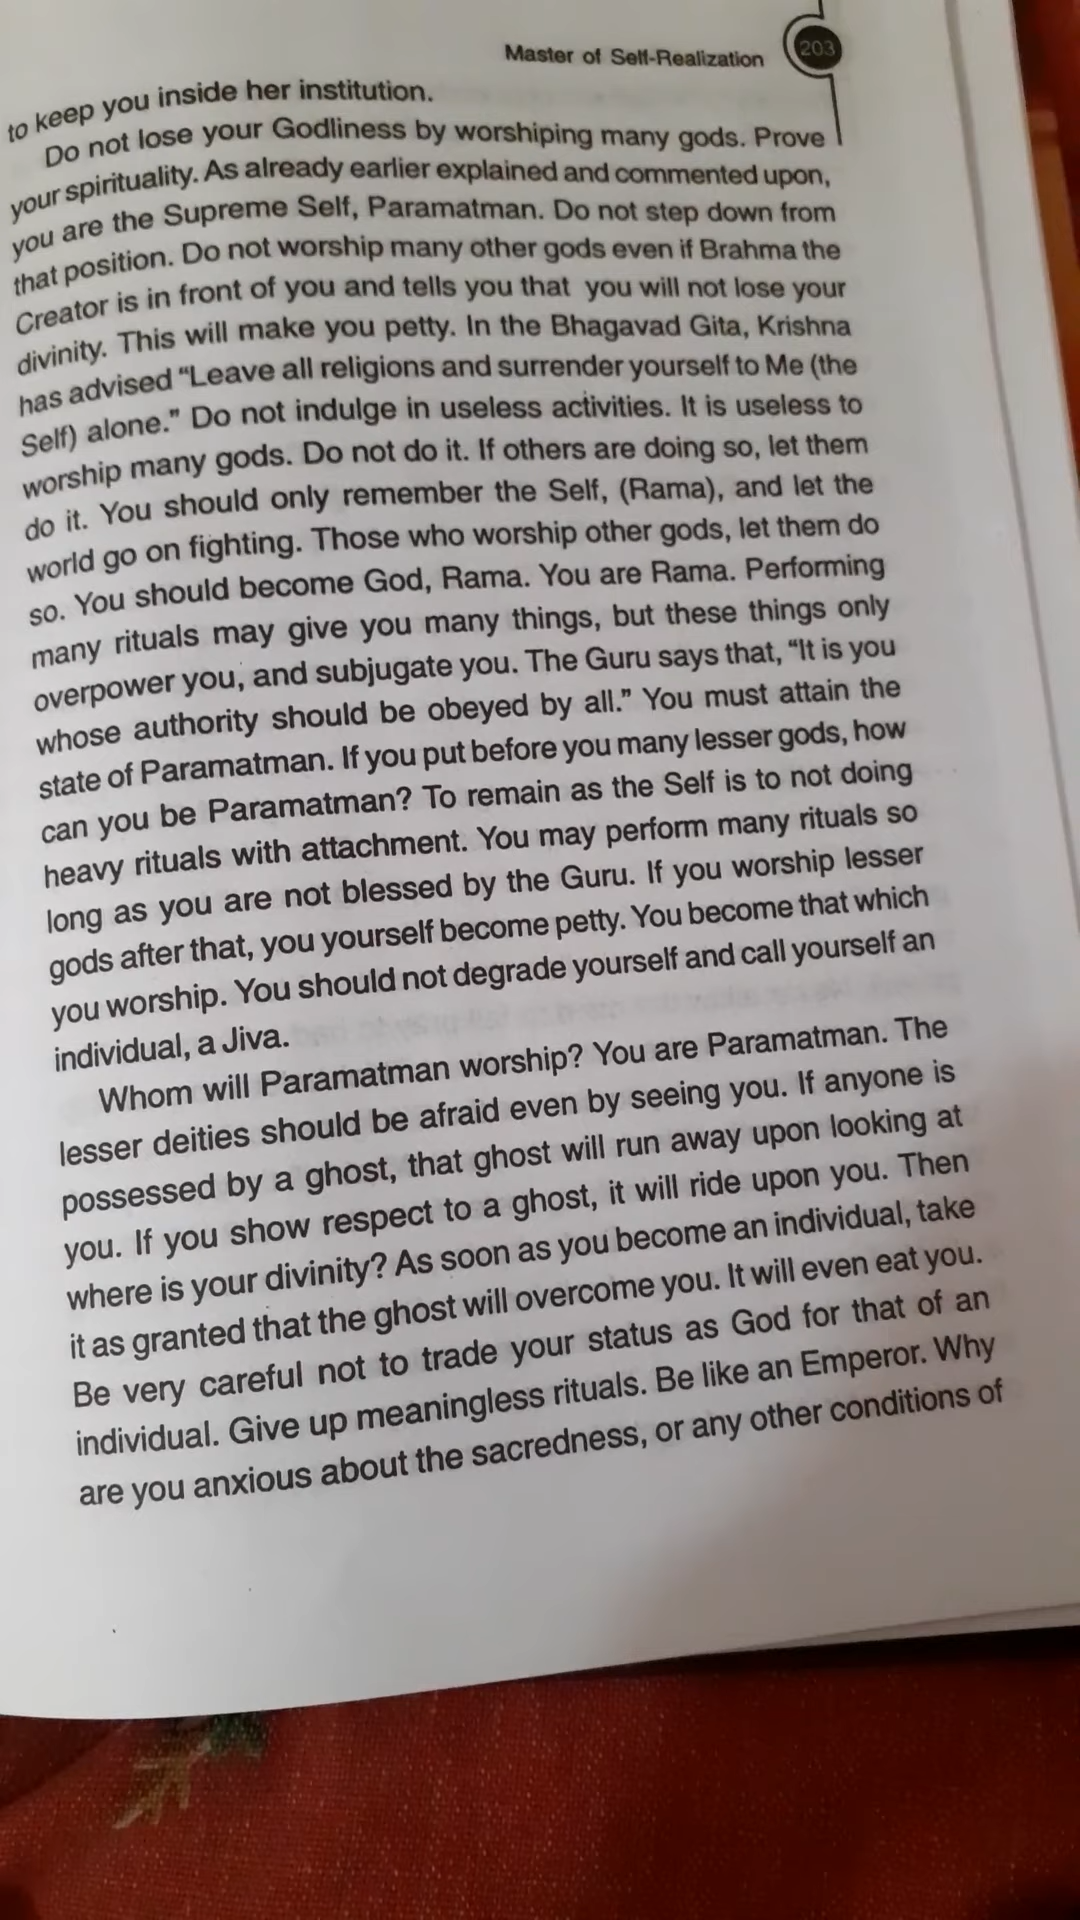 Master of Self-Realization
203
to keep you inside her institution.
Do not lose your Godliness by worshiping many gods. Prove
your spirituality. As already earlier explained and commented upon,
you are the Supreme Self, Paramatman. Do not step down from
that position. Do not worship many other gods even if Brahma the
Creator is in front of you and tells you that you will not lose your
divinity. This will make you petty. In the Bhagavad Gita, Krishna
has advised “Leave all religions and surrender yourself to Me (the
Self) alone.” Do not indulge in useless activities. It is useless to
worship many gods. Do not do it. If others are doing so, let them
do it. You should only remember the Self, (Rama), and let the
world go on fighting. Those who worship other gods, let them do
so. You should become God, Rama. You are Rama. Performing
many rituals may give you many things, but these things only
overpower you, and subjugate you. The Guru says that, “It is you
whose authority should be obeyed by all.” You must attain the
state of Paramatman. If you put before you many lesser gods, how
can you be Paramatman? To remain as the Self is to not doing
heavy rituals with attachment. You may perform many rituals so
long as you are not blessed by the Guru. If you worship lesser
gods after that, you yourself become petty. You become that which
you worship. You should not degrade yourself and call yourself an
individual, a Jiva.
Whom will Paramatman worship? You are Paramatman. The
lesser deities should be afraid even by seeing you. If anyone is
possessed by a ghost, that ghost will run away upon looking at
you. If you show respect to a ghost, it will ride upon you. Then
where is your divinity? As soon as you become an individual, take
it as granted that the ghost will overcome you. It will even eat you.
Be very careful not to trade your status as God for that of an
individual. Give up meaningless rituals. Be like an Emperor. Why
are you anxious about the sacredness, or any other conditions of